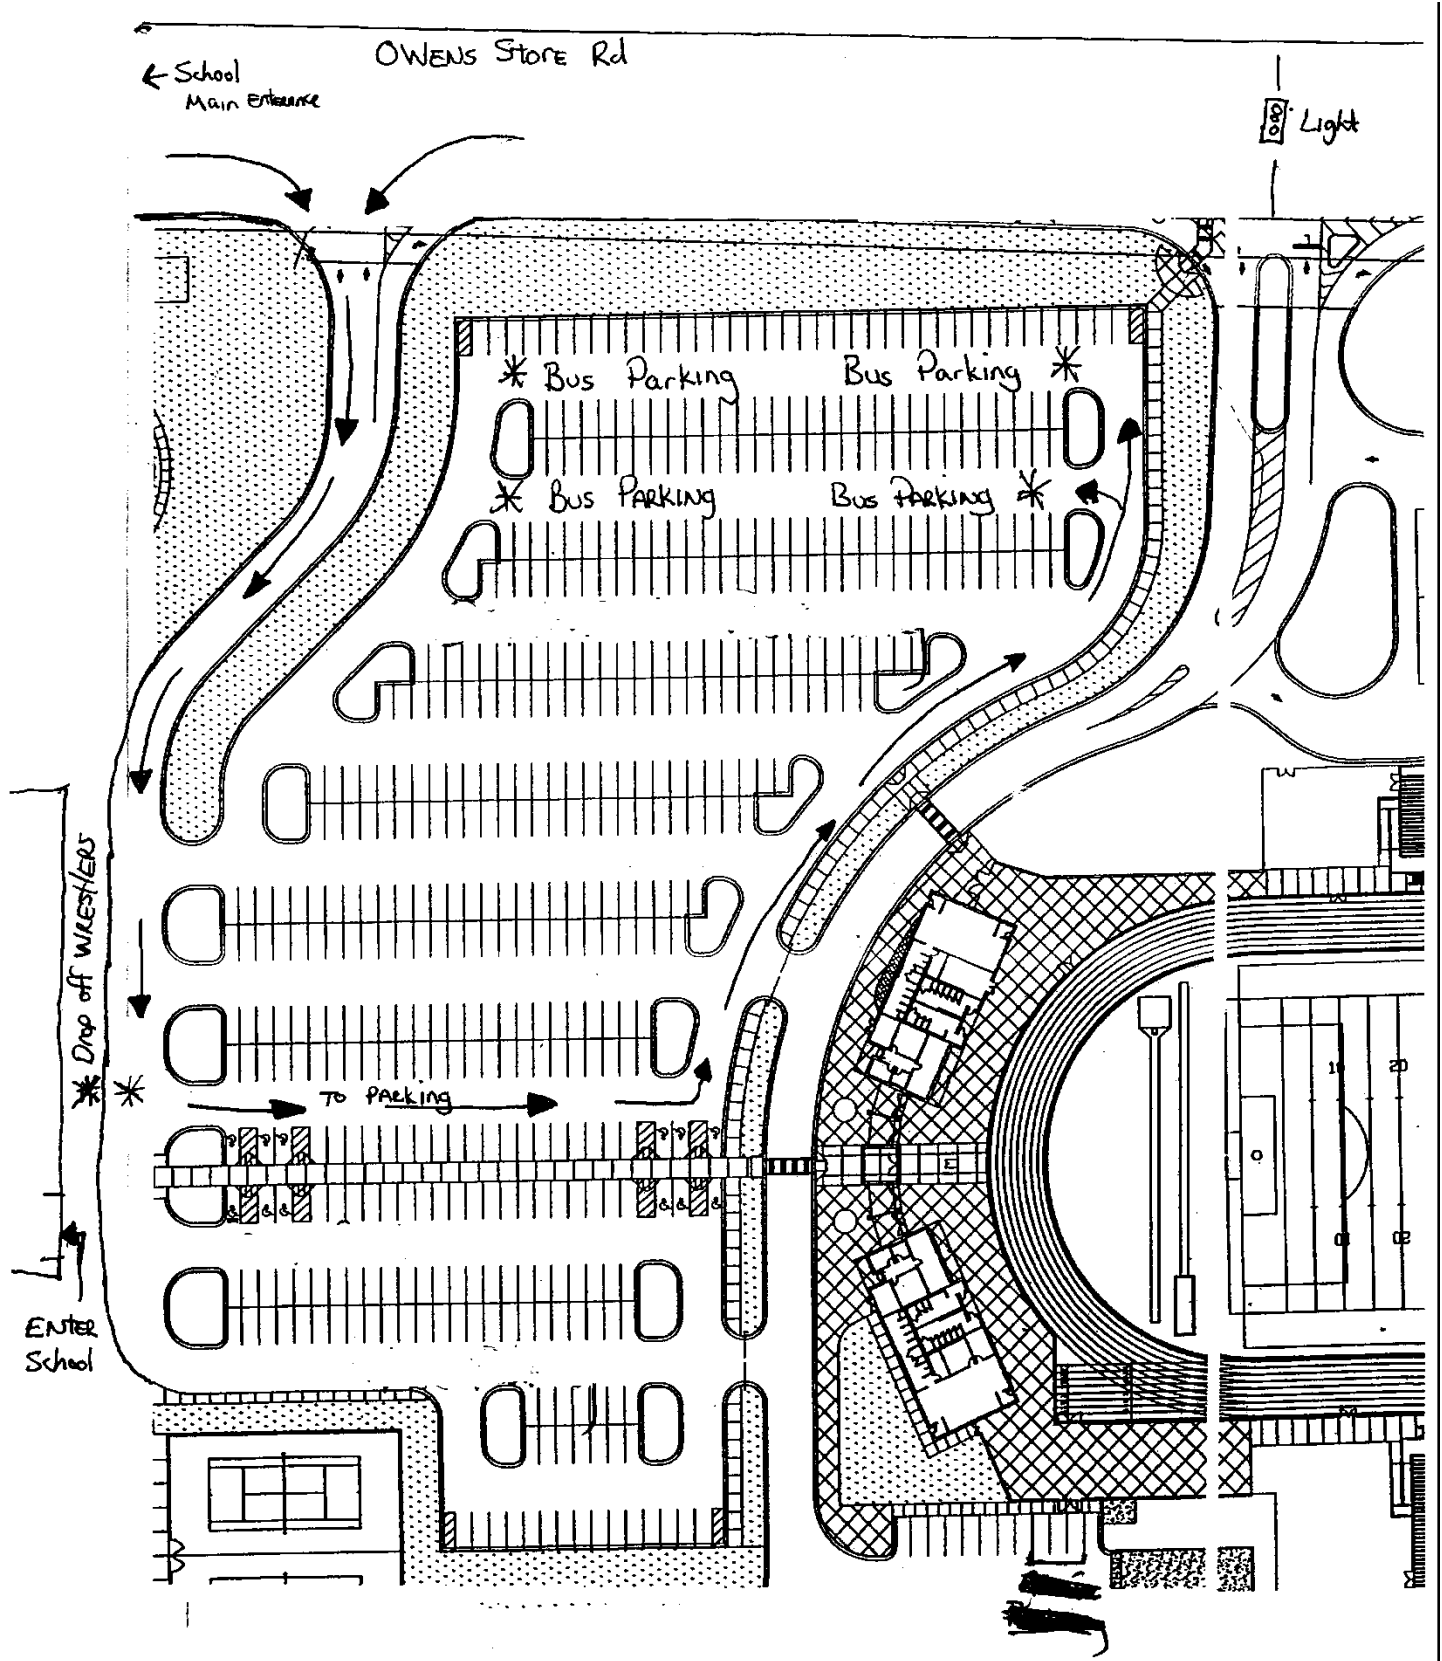 OWENS Store Rd
← School
Main Entrance
Light
Bus Parking
Bus Parking
Bus PARKING
Bus PARKING
Drop off WRESTLERS
TO PARKING
ENTER
School
10
20